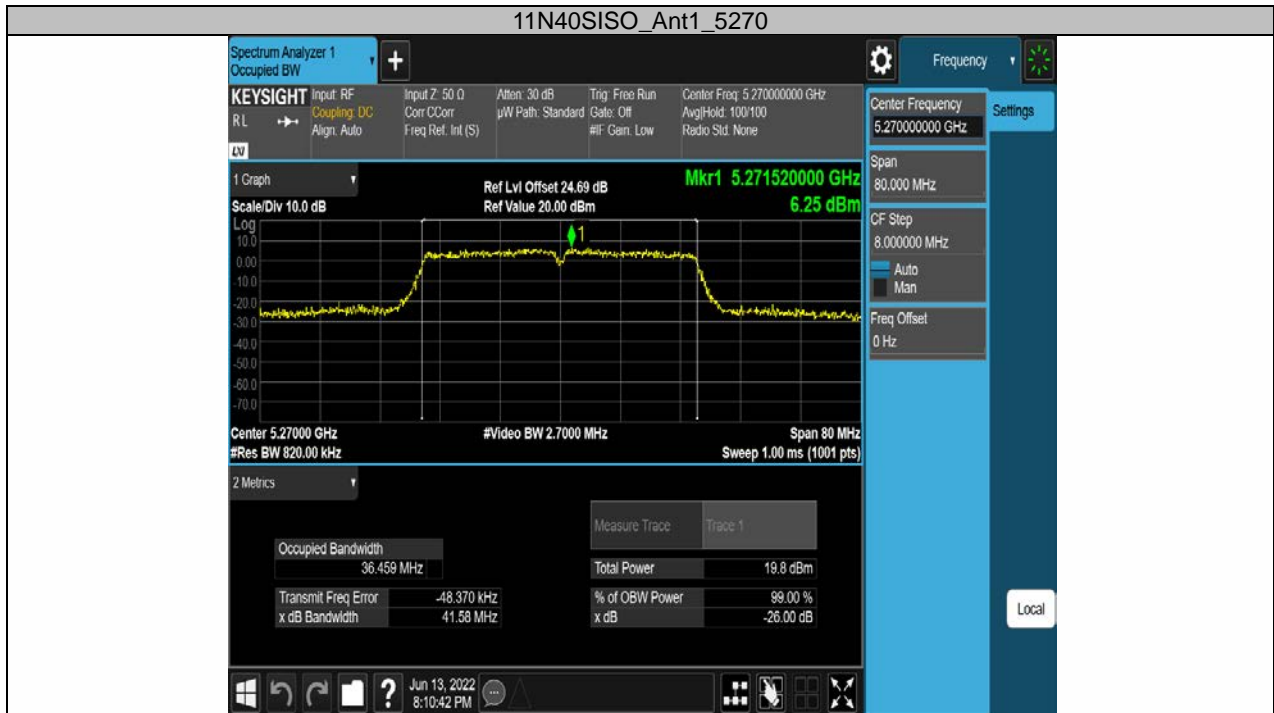 11N40SISO_Ant1_5270
Spectrum Analyzer 1
Occupied BW
+
Frequency
KEYSIGHT
RL
LXI
Input: RF
Coupling: DC
Align: Auto
Input Z: 50 Ω
Corr CCorr
Freq Ref: Int (S)
Atten: 30 dB
µW Path: Standard
Trig: Free Run
Gate: Off
#IF Gain: Low
Center Freq: 5.270000000 GHz
Avg|Hold: 100/100
Radio Std: None
Center Frequency
5.270000000 GHz
Settings
Span
80.000 MHz
CF Step
8.000000 MHz
Auto
Man
Freq Offset
0 Hz
Local
1 Graph
Scale/Div 10.0 dB
Ref Lvl Offset 24.69 dB
Ref Value 20.00 dBm
Mkr1 5.271520000 GHz
6.25 dBm
Log
10.0
0.00
-10.0
-20.0
-30.0
-40.0
-50.0
-60.0
-70.0
1
Center 5.27000 GHz
#Video BW 2.7000 MHz
Span 80 MHz
#Res BW 820.00 kHz
Sweep 1.00 ms (1001 pts)
2 Metrics
Measure Trace Trace 1
Occupied Bandwidth
36.459 MHz
Total Power 19.8 dBm
Transmit Freq Error -48.370 kHz
% of OBW Power 99.00 %
x dB Bandwidth 41.58 MHz
x dB -26.00 dB
?
Jun 13, 2022
8:10:42 PM